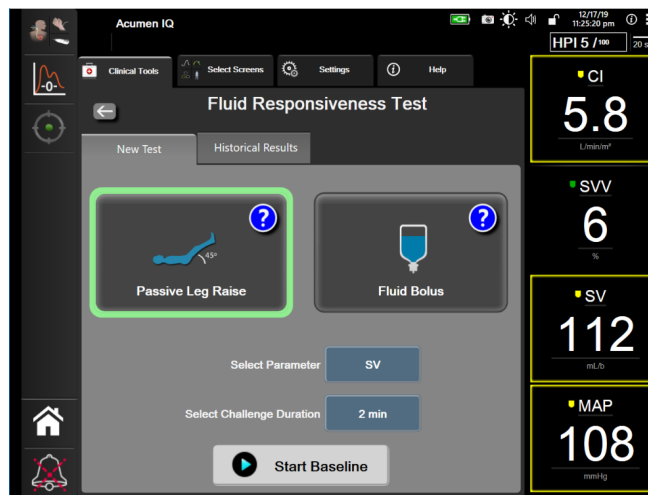 Acumen IQ
12/17/19
11:25:20 pm
HPI 5 /100
20 s
Clinical Tools
Select Screens
Settings
Help
-0-
Fluid Responsiveness Test
New Test
Historical Results
?
45º
Passive Leg Raise
?
Fluid Bolus
Select Parameter
SV
Select Challenge Duration
2 min
Start Baseline
CI
5.8
L/min/m²
SVV
6
%
SV
112
mL/b
MAP
108
mmHg